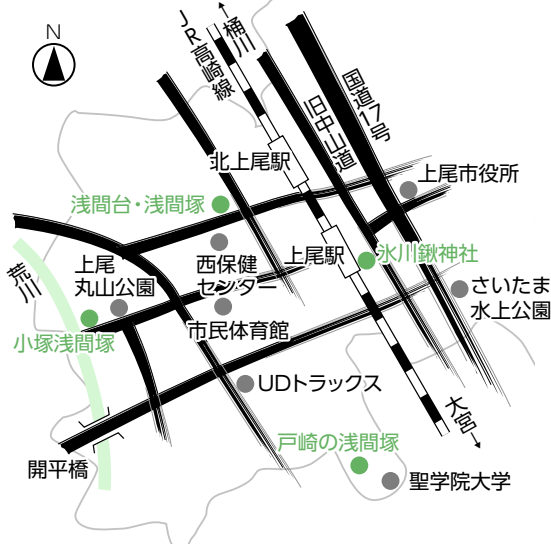 N
JR高崎線
桶川
国道17号
旧中山道
北上尾駅
上尾市役所
浅間台・浅間塚
西保健
センター
上尾駅
氷川鍬神社
荒川
上尾
丸山公園
さいたま
水上公園
小塚浅間塚
市民体育館
UDトラックス
大宮
戸崎の浅間塚
開平橋
聖学院大学